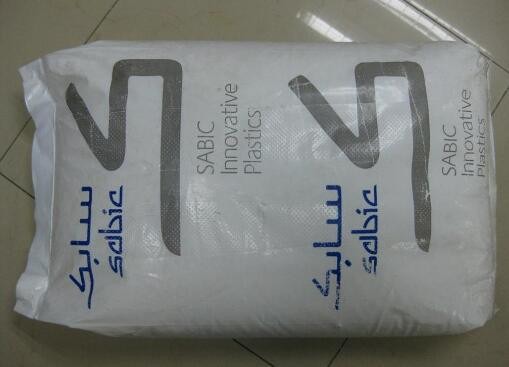 سابك
sabic
SABIC
Innovative
Plastics
سابك
sabic
SABIC
Innovative
Plastics